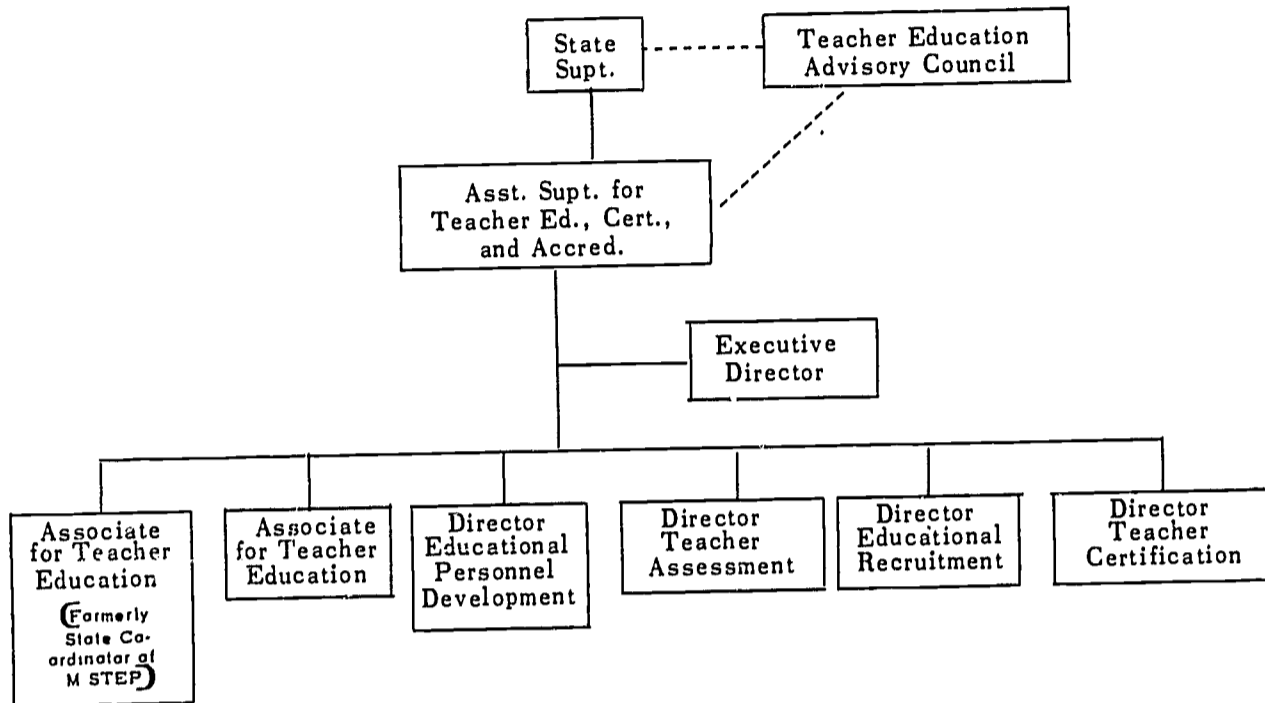 State
Supt.
Teacher Education
Advisory Council
Asst. Supt. for
Teacher Ed., Cert.,
and Accred.
Executive
Director
Associate
for Teacher
Education
(Formerly
State Co-
ordinator of
M STEP)
Associate
for Teacher
Education
Director
Educational
Personnel
Development
Director
Teacher
Assessment
Director
Educational
Recruitment
Director
Teacher
Certification